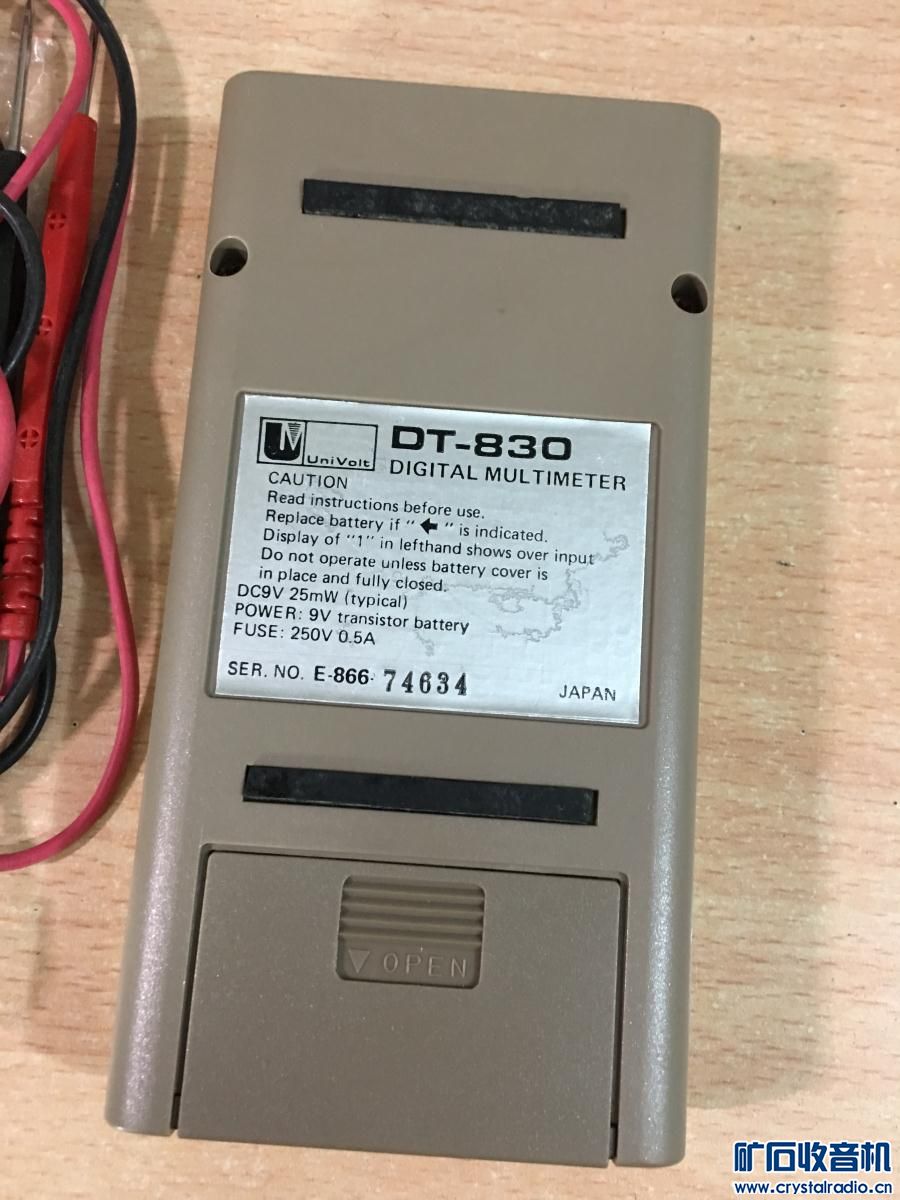 UniVolt
DT-830
DIGITAL MULTIMETER
CAUTION
Read instructions before use.
Replace battery if "🡸" is indicated.
Display of "1" in lefthand shows over input
Do not operate unless battery cover is
in place and fully closed.
DC9V 25mW (typical)
POWER: 9V transistor battery
FUSE: 250V 0.5A
SER. NO. E-866- 74634
JAPAN
OPEN
矿石收音机
www.crystalradio.cn